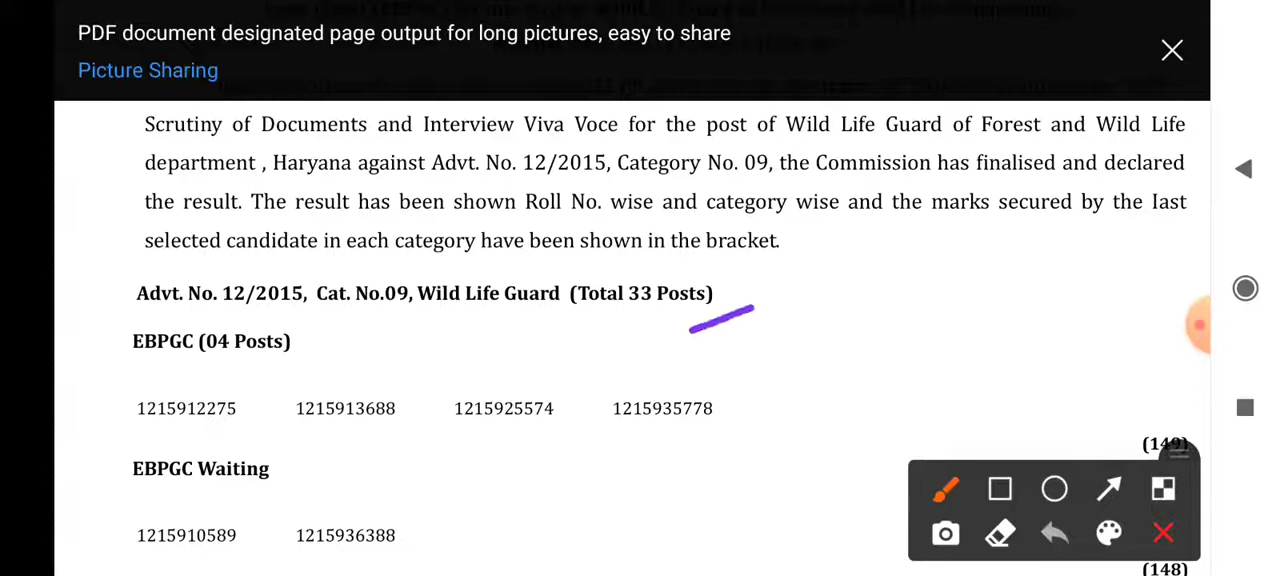 PDF document designated page output for long pictures, easy to share
Picture Sharing
Scrutiny of Documents and Interview Viva Voce for the post of Wild Life Guard of Forest and Wild Life
department , Haryana against Advt. No. 12/2015, Category No. 09, the Commission has finalised and declared
the result. The result has been shown Roll No. wise and category wise and the marks secured by the Iast
selected candidate in each category have been shown in the bracket.
Advt. No. 12/2015, Cat. No.09, Wild Life Guard (Total 33 Posts)
EBPGC (04 Posts)
1215912275 1215913688 1215925574 1215935778
(149)
EBPGC Waiting
1215910589 1215936388
(148)